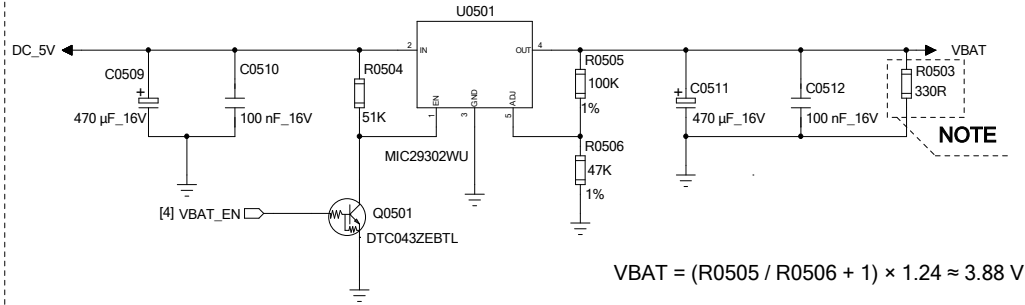 U0501
DC_5V
2
IN
OUT
4
VBAT
C0509
C0510
R0504
R0505
R0503
+
100K
+
C0511
C0512
330R
EN
GND
ADJ
1%
470 µF_16V
100 nF_16V
51K
1
3
5
470 µF_16V
100 nF_16V
NOTE
MIC29302WU
R0506
47K
1%
[4] VBAT_EN
Q0501
DTC043ZEBTL
VBAT = (R0505 / R0506 + 1) × 1.24 ≈ 3.88 V